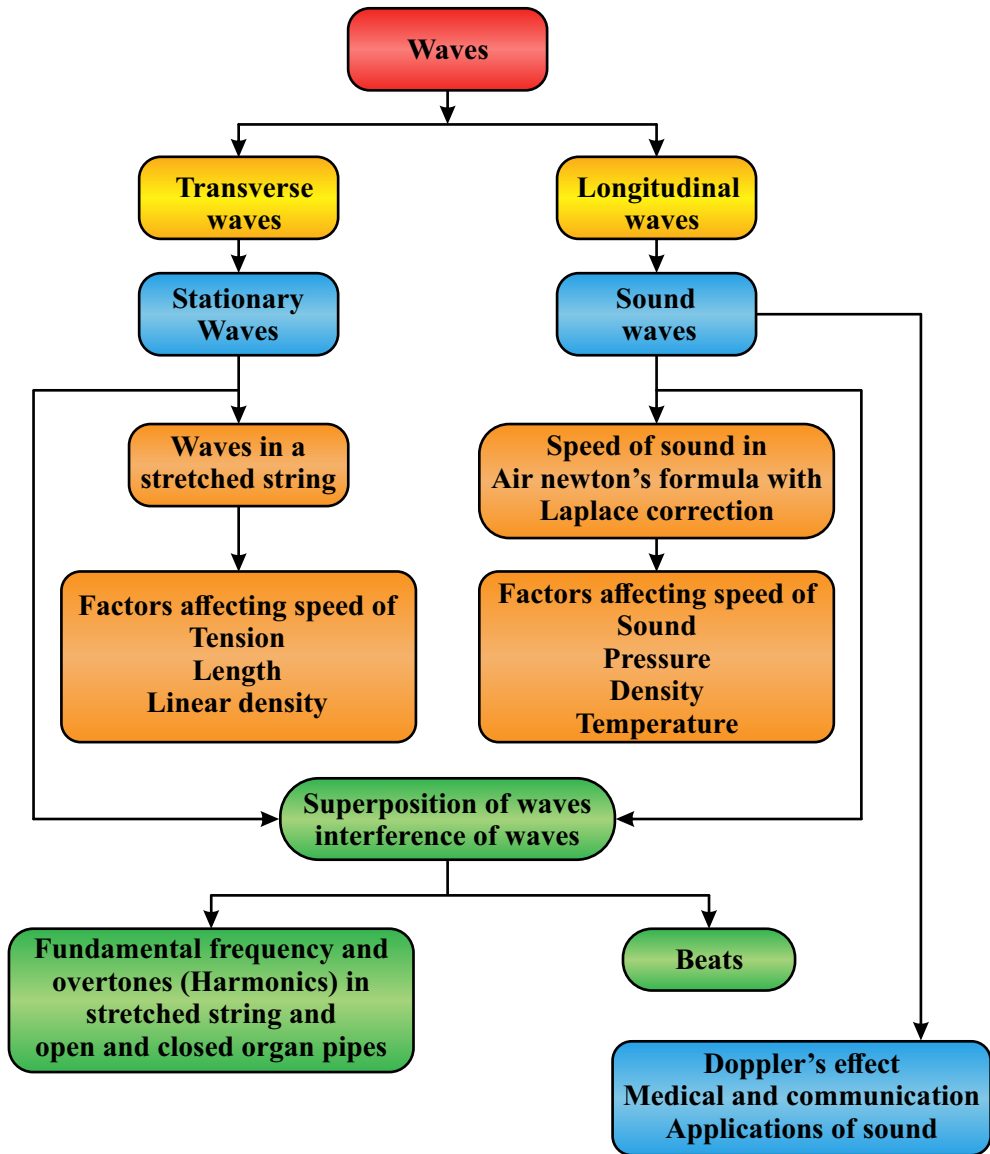 Waves
Transverse
waves
Longitudinal
waves
Stationary
Waves
Sound
waves
Waves in a
stretched string
Speed of sound in
Air newton’s formula with
Laplace correction
Factors affecting speed of
Tension
Length
Linear density
Factors affecting speed of
Sound
Pressure
Density
Temperature
Superposition of waves
interference of waves
Fundamental frequency and
overtones (Harmonics) in
stretched string and
open and closed organ pipes
Beats
Doppler’s effect
Medical and communication
Applications of sound